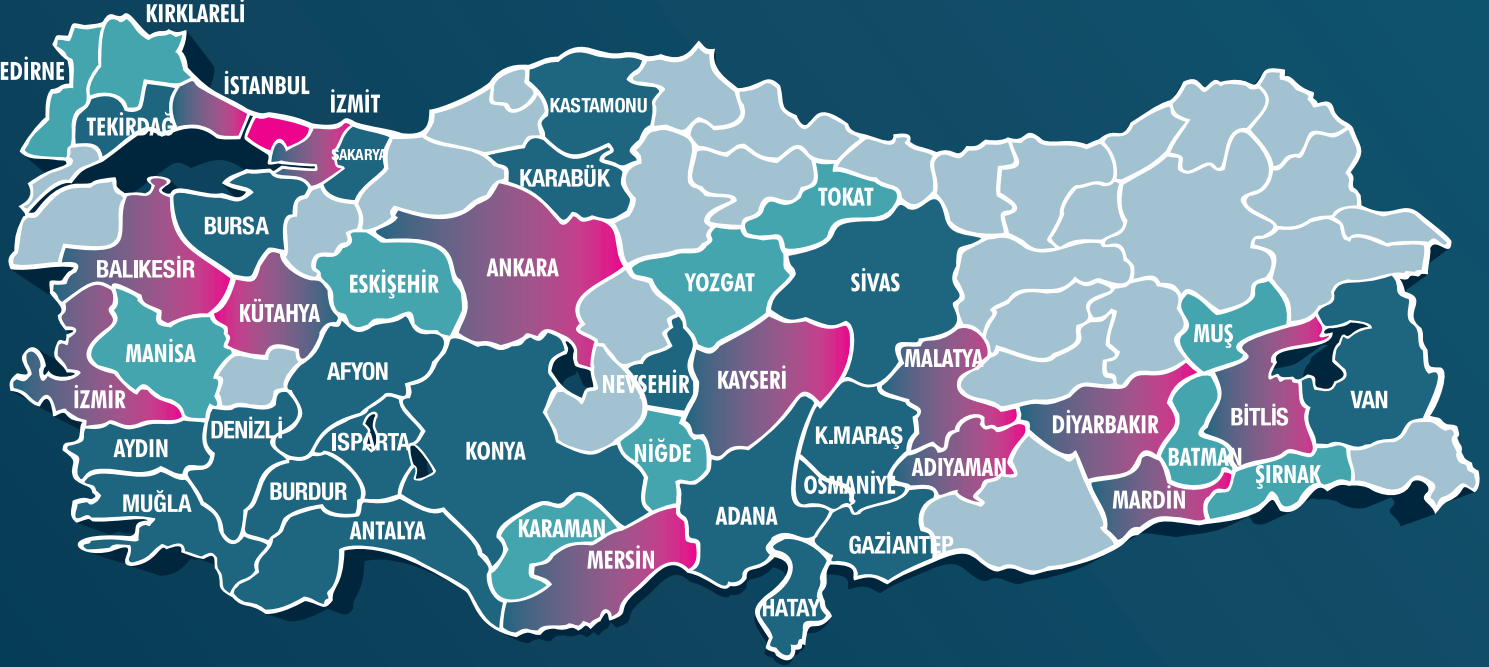 KIRKLARELİ
EDİRNE
İSTANBUL
İZMİT
TEKİRDAĞ
KASTAMONU
SAKARYA
KARABÜK
TOKAT
BURSA
BALIKESİR
ANKARA
ESKİŞEHİR
YOZGAT
SİVAS
KÜTAHYA
MUŞ
MANİSA
MALATYA
AFYON
NEVŞEHİR
KAYSERİ
İZMİR
VAN
BİTLİS
DİYARBAKIR
DENİZLİ
ISPARTA
K.MARAŞ
AYDIN
KONYA
NİĞDE
BATMAN
ADIYAMAN
ŞIRNAK
OSMANİYE
BURDUR
MARDİN
MUĞLA
ADANA
KARAMAN
ANTALYA
GAZİANTEP
MERSİN
HATAY